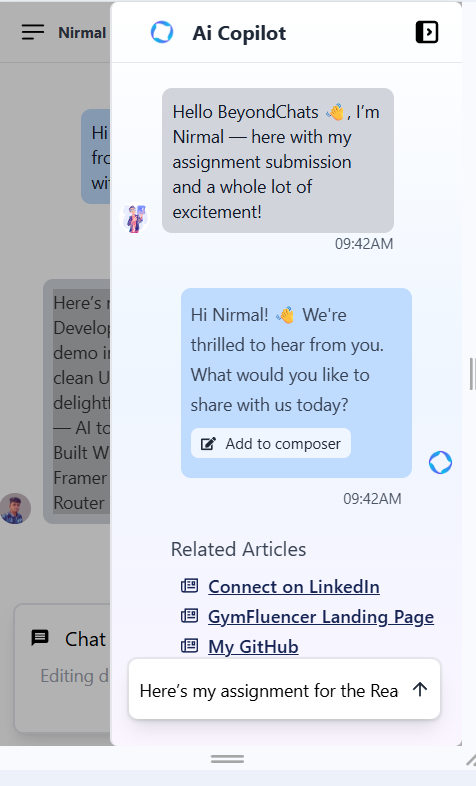 Nirmal
Ai Copilot
Hi
fro
wi
Hello BeyondChats 👋, I'm
Nirmal — here with my
assignment submission
and a whole lot of
excitement!
09:42AM
Here's
Develop
demo in
clean U
delightf
— AI to
Built W
Framer
Router
Hi Nirmal! 👋 We're
thrilled to hear from you.
What would you like to
share with us today?
Add to composer
09:42AM
Related Articles
Connect on LinkedIn
GymFluencer Landing Page
My GitHub
Chat
Editing d
Here's my assignment for the Rea